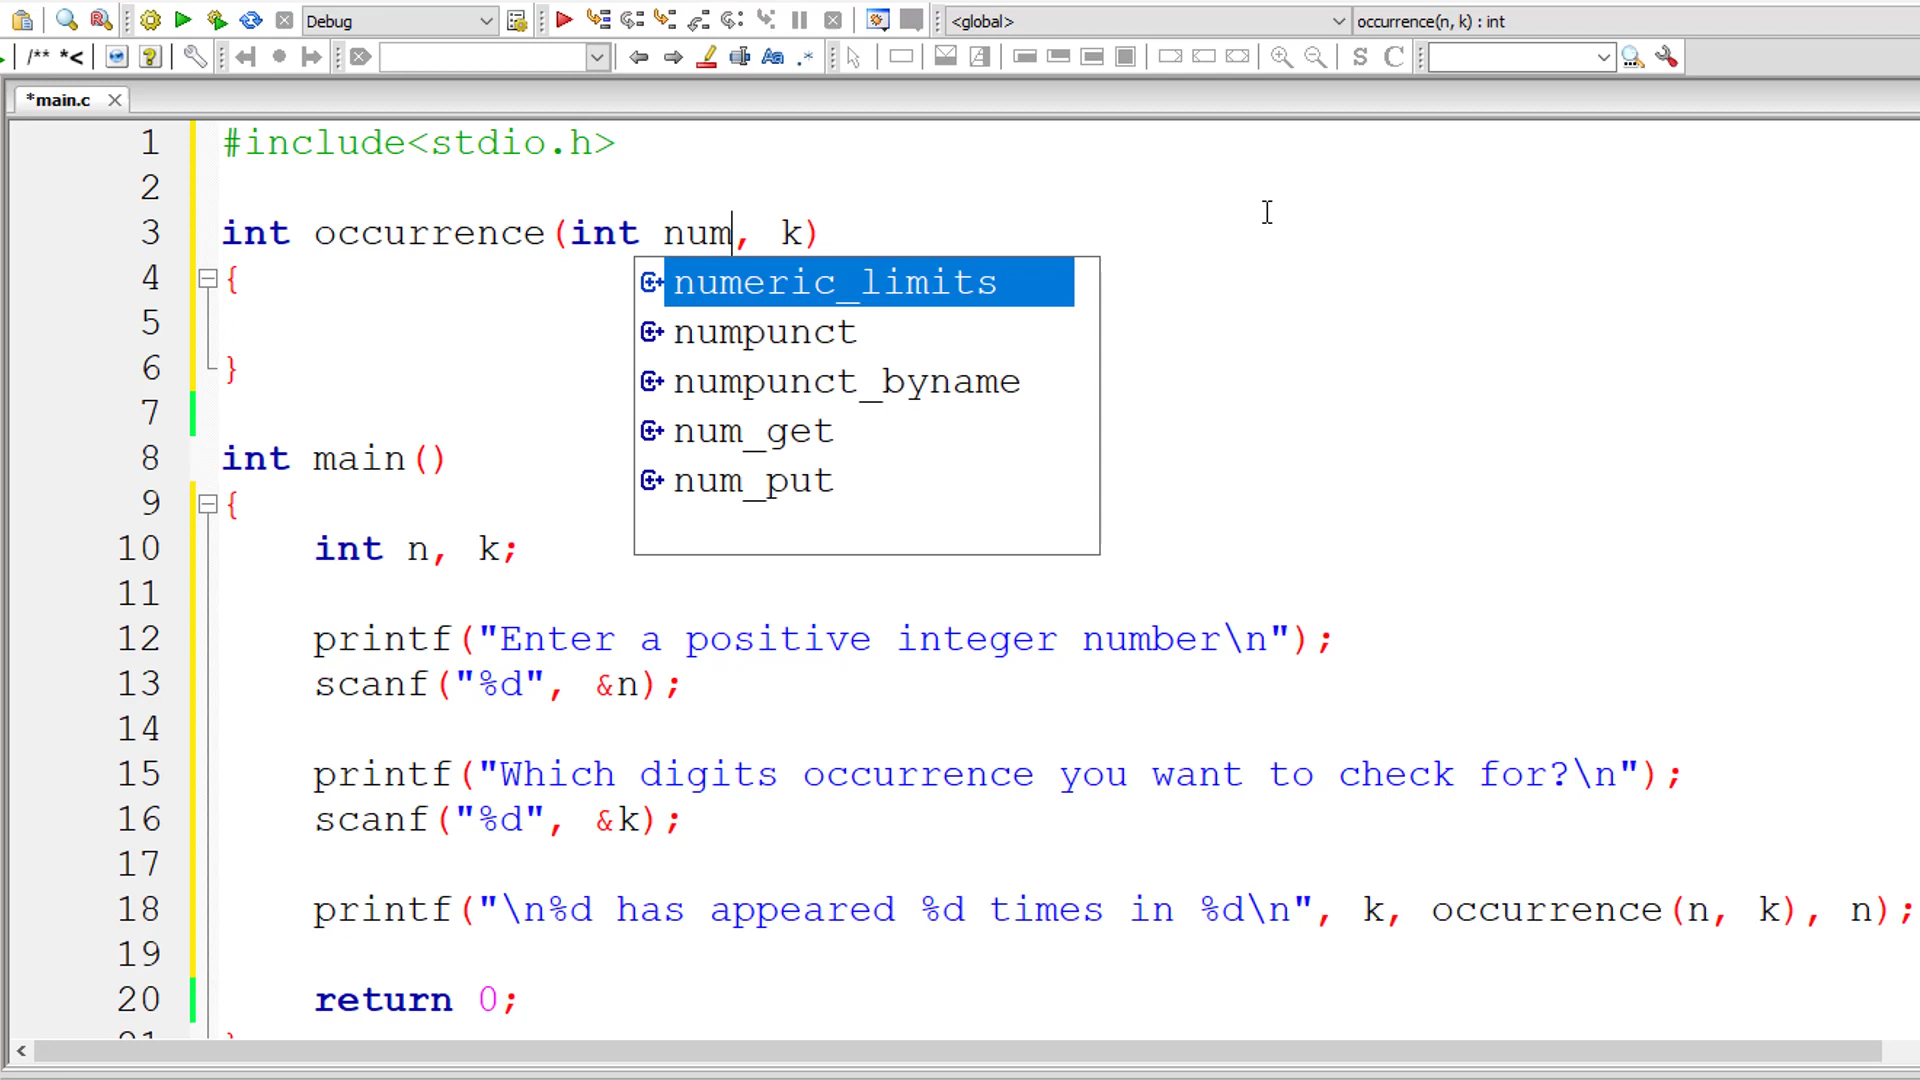 Debug <global> occurrence(n, k) : int
/** *< Aa .* S C
*main.c
1 #include<stdio.h>
2
3 int occurrence(int num, k)
4 {
numeric_limits
5
numpunct
6 }
numpunct_byname
7
num_get
8 int main()
num_put
9 {
10 int n, k;
11
12 printf("Enter a positive integer number\n");
13 scanf("%d", &n);
14
15 printf("Which digits occurrence you want to check for?\n");
16 scanf("%d", &k);
17
18 printf("\n%d has appeared %d times in %d\n", k, occurrence(n, k), n);
19
20 return 0;
21 }